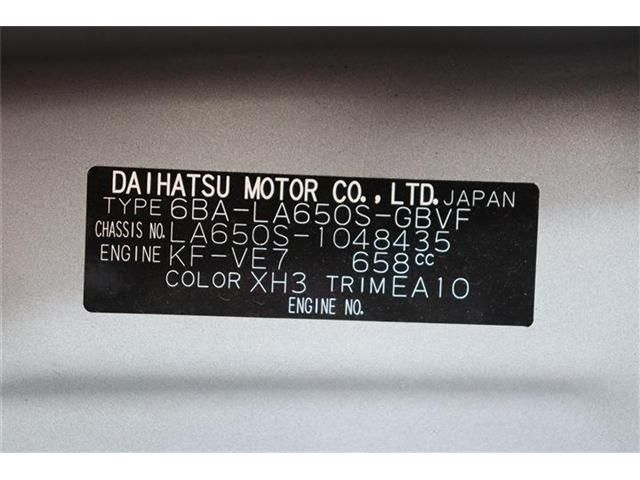 DAIHATSU MOTOR CO., LTD. JAPAN
TYPE 6BA-LA650S-GBVF
CHASSIS NO. LA650S-1048435
ENGINE KF-VE7 658cc
COLOR XH3 TRIM EA10
ENGINE NO.